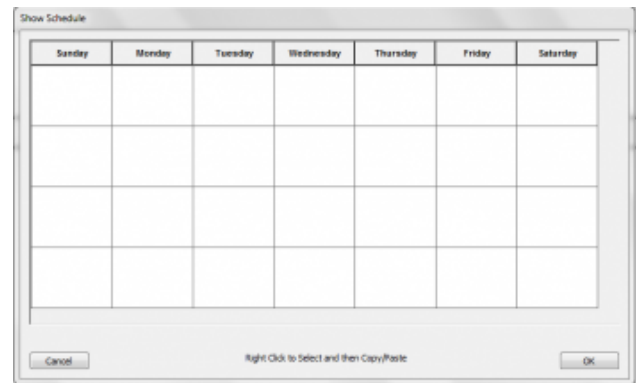 Show Schedule
Sunday Monday Tuesday Wednesday Thursday Friday Saturday
Cancel Right Click to Select and then Copy/Paste OK